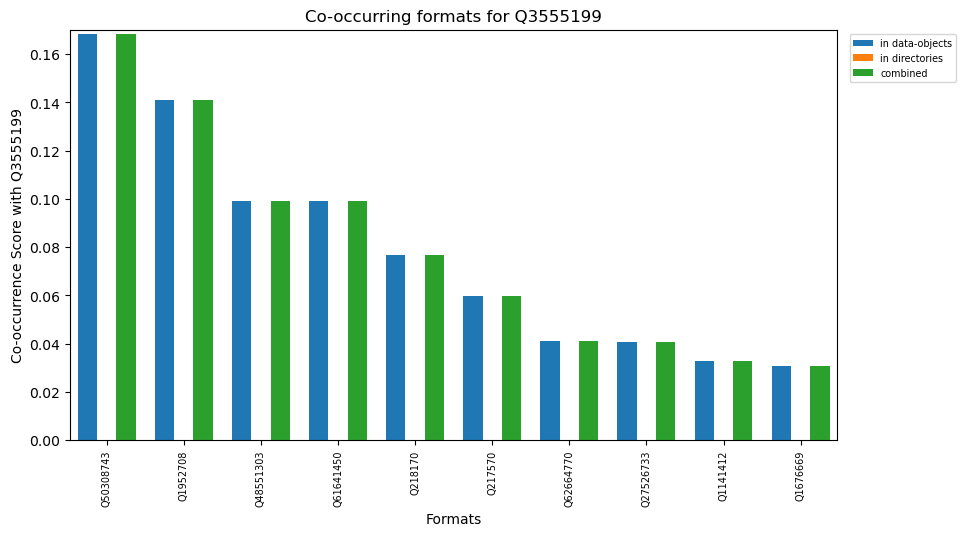 Co-occurring formats for Q3555199
in data-objects
in directories
combined
Co-occurrence Score with Q3555199
0.16
0.14
0.12
0.10
0.08
0.06
0.04
0.02
0.00
Q50308743
Q1952708
Q48551303
Q61641450
Q218170
Q217570
Q62664770
Q27526733
Q1141412
Q1676669
Formats